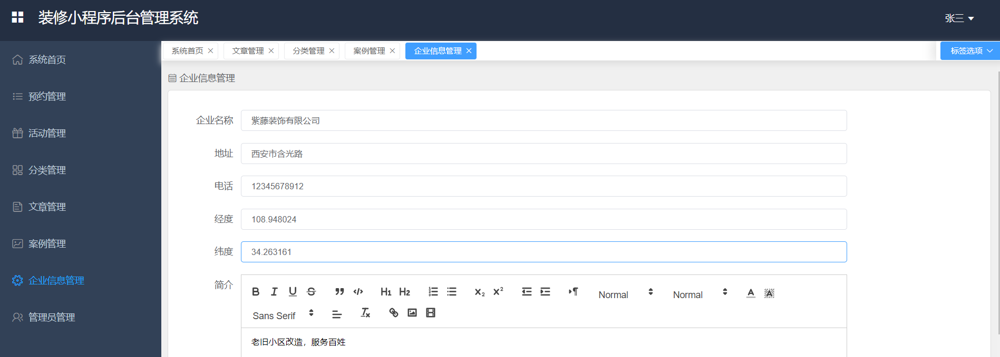 装修小程序后台管理系统
张三
系统首页
预约管理
活动管理
分类管理
文章管理
案例管理
企业信息管理
管理员管理
系统首页 文章管理 分类管理 案例管理 企业信息管理 标签选项
企业信息管理
企业名称 紫藤装饰有限公司
地址 西安市含光路
电话 12345678912
经度 108.948024
纬度 34.263161
简介
B I U S H1 H2 X2 X2 Normal Normal A A
Sans Serif Tx
老旧小区改造，服务百姓